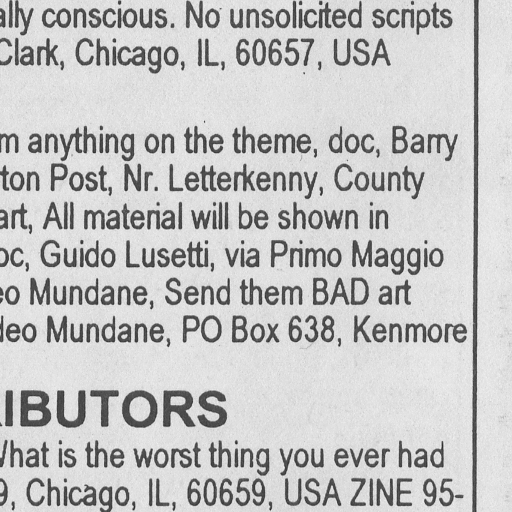 ally conscious. No unsolicited scripts
Clark, Chicago, IL, 60657, USA
m anything on the theme, doc, Barry
ton Post, Nr. Letterkenny, County
art, All material will be shown in
oc, Guido Lusetti, via Primo Maggio
eo Mundane, Send them BAD art
deo Mundane, PO Box 638, Kenmore
IBUTORS
What is the worst thing you ever had
9, Chicago, IL, 60659, USA ZINE 95-